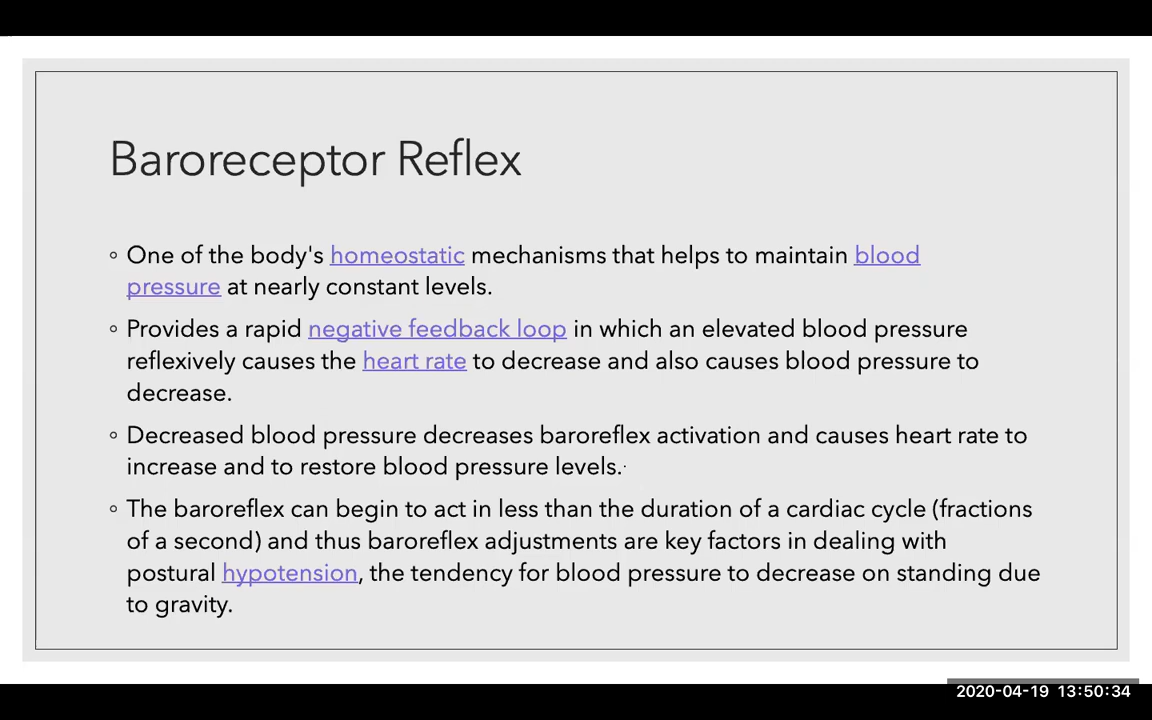 Baroreceptor Reflex
◦ One of the body's homeostatic mechanisms that helps to maintain blood
pressure at nearly constant levels.
◦ Provides a rapid negative feedback loop in which an elevated blood pressure
reflexively causes the heart rate to decrease and also causes blood pressure to
decrease.
◦ Decreased blood pressure decreases baroreflex activation and causes heart rate to
increase and to restore blood pressure levels.
◦ The baroreflex can begin to act in less than the duration of a cardiac cycle (fractions
of a second) and thus baroreflex adjustments are key factors in dealing with
postural hypotension, the tendency for blood pressure to decrease on standing due
to gravity.
2020-04-19 13:50:34